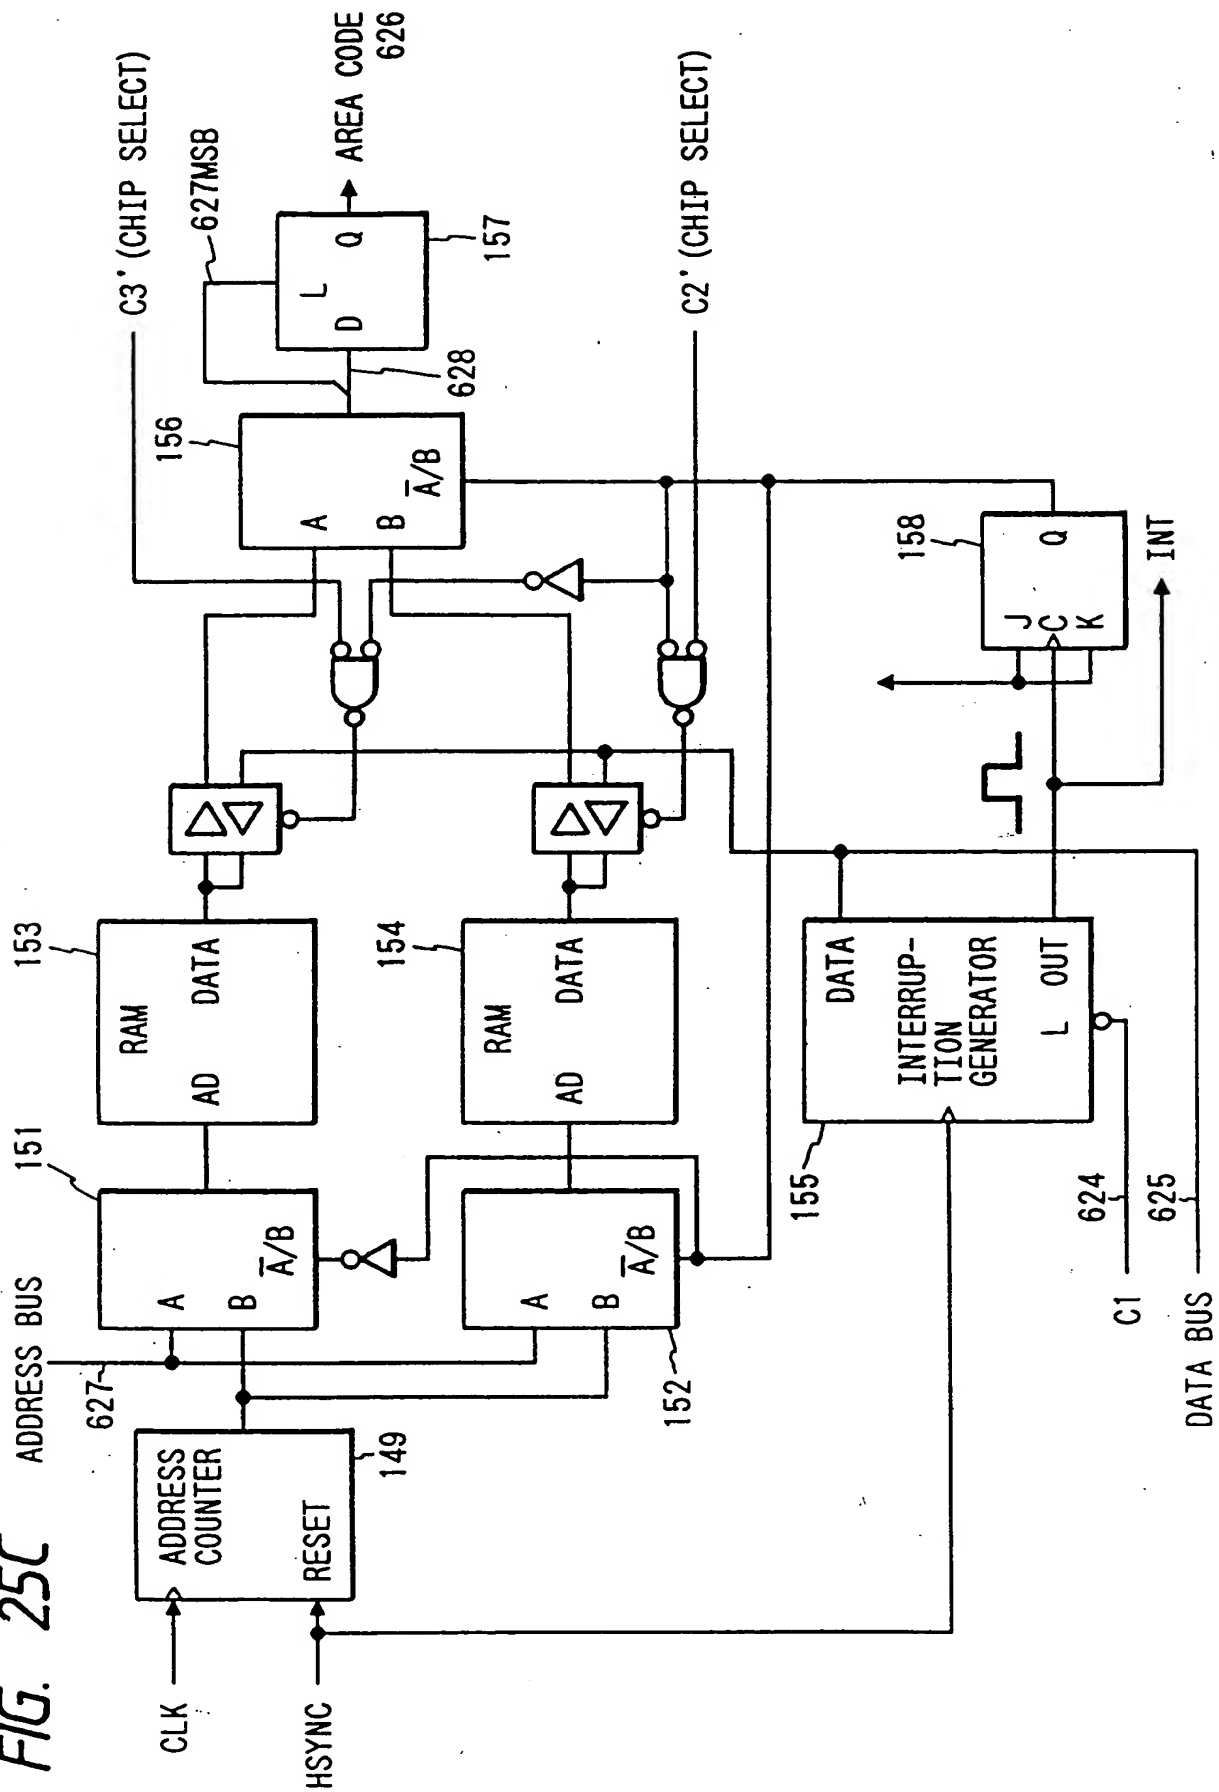 FIG. 25C
ADDRESS BUS
627
CLK
HSYNC
ADDRESS
COUNTER
RESET
149
151
A
B
A̅/B
152
A
B
A̅/B
153
RAM
AD
DATA
154
RAM
AD
DATA
C3' (CHIP SELECT)
C2' (CHIP SELECT)
156
A
B
A̅/B
628
627MSB
D
L
Q
157
AREA CODE
626
155
DATA
INTERRUP-
TION
GENERATOR
L
OUT
624
C1
625
DATA BUS
158
J
C
K
Q
INT